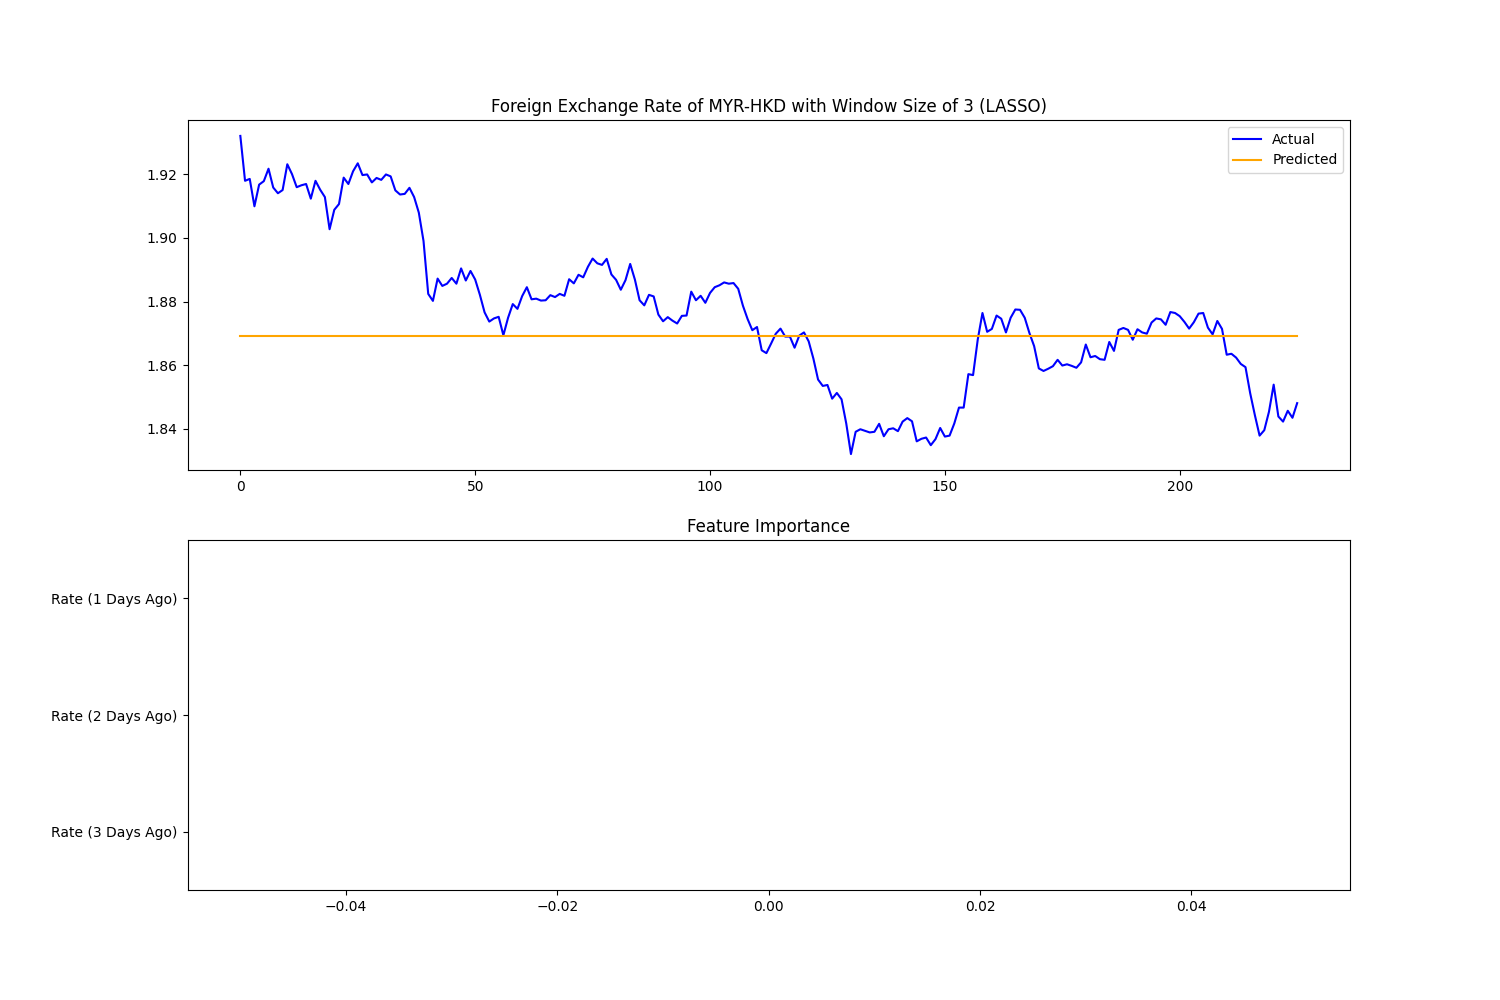 Foreign Exchange Rate of MYR-HKD with Window Size of 3 (LASSO)
Actual
Predicted
1.92
1.90
1.88
1.86
1.84
0 50 100 150 200
Feature Importance
Rate (1 Days Ago)
Rate (2 Days Ago)
Rate (3 Days Ago)
−0.04 −0.02 0.00 0.02 0.04